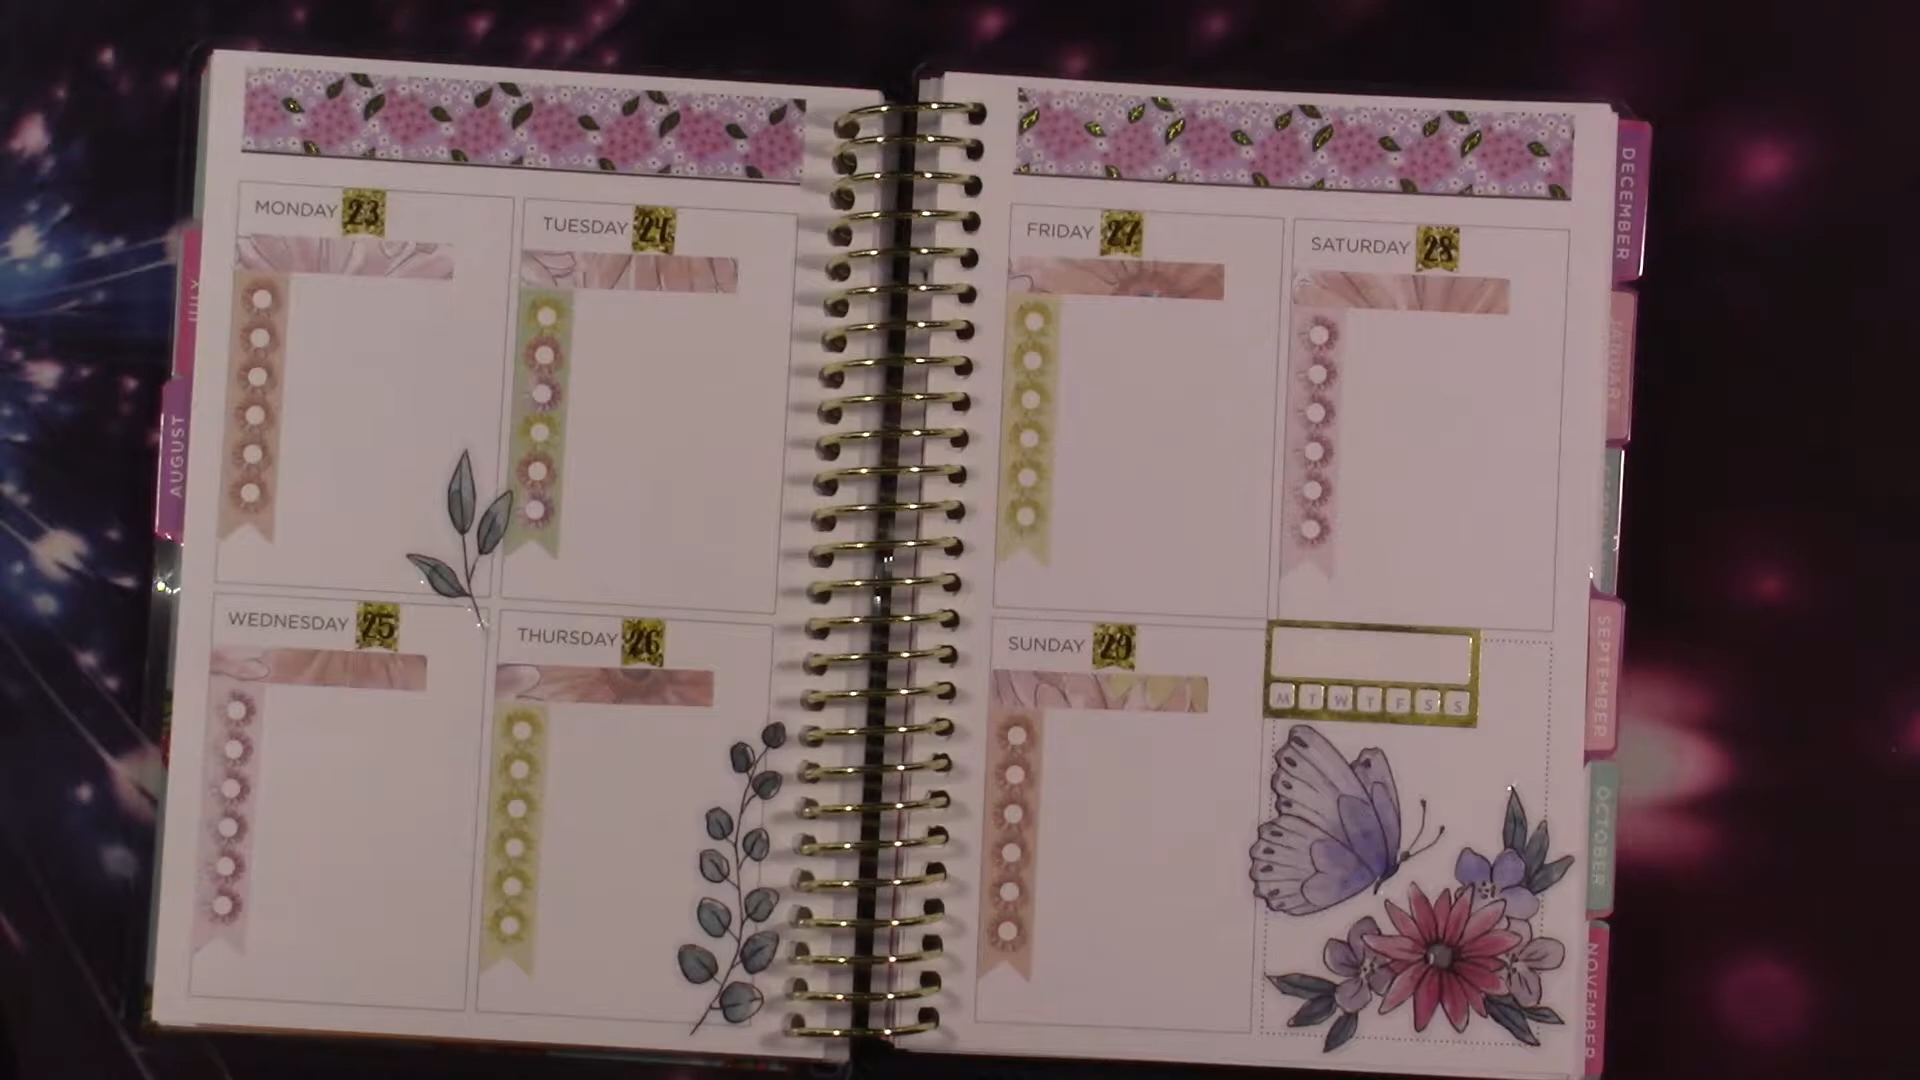 MONDAY 23
TUESDAY 24
WEDNESDAY 25
THURSDAY 26
FRIDAY 27
SATURDAY 28
SUNDAY 29
M T W T F S S
JULY
AUGUST
DECEMBER
JANUARY
SEPTEMBER
OCTOBER
NOVEMBER